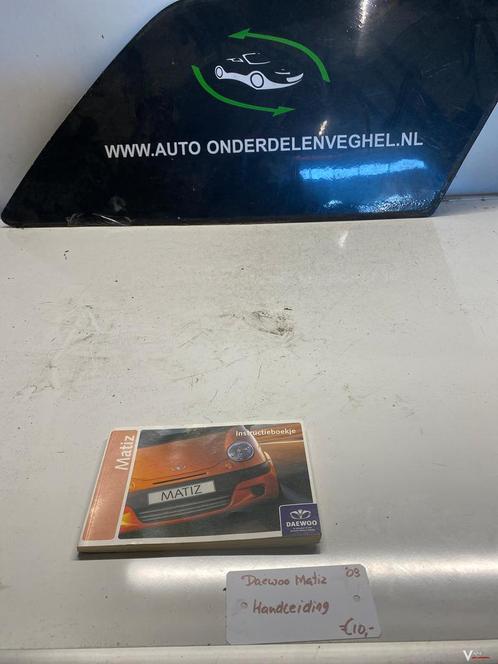 WWW.AUTO ONDERDELENVEGHEL.NL
Matiz
Instructieboekje
MATIZ
DAEWOO
Daewoo Matiz '03
Handleiding
€10,-